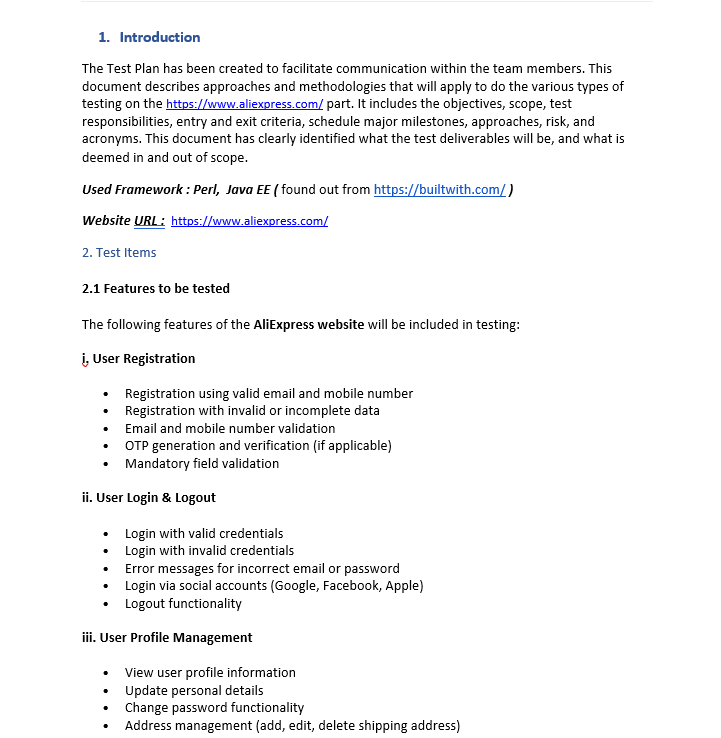 1. Introduction
The Test Plan has been created to facilitate communication within the team members. This
document describes approaches and methodologies that will apply to do the various types of
testing on the https://www.aliexpress.com/ part. It includes the objectives, scope, test
responsibilities, entry and exit criteria, schedule major milestones, approaches, risk, and
acronyms. This document has clearly identified what the test deliverables will be, and what is
deemed in and out of scope.
Used Framework : Perl,  Java EE ( found out from https://builtwith.com/ )
Website URL :  https://www.aliexpress.com/
2. Test Items
2.1 Features to be tested
The following features of the AliExpress website will be included in testing:
i. User Registration
• Registration using valid email and mobile number
• Registration with invalid or incomplete data
• Email and mobile number validation
• OTP generation and verification (if applicable)
• Mandatory field validation
ii. User Login & Logout
• Login with valid credentials
• Login with invalid credentials
• Error messages for incorrect email or password
• Login via social accounts (Google, Facebook, Apple)
• Logout functionality
iii. User Profile Management
• View user profile information
• Update personal details
• Change password functionality
• Address management (add, edit, delete shipping address)